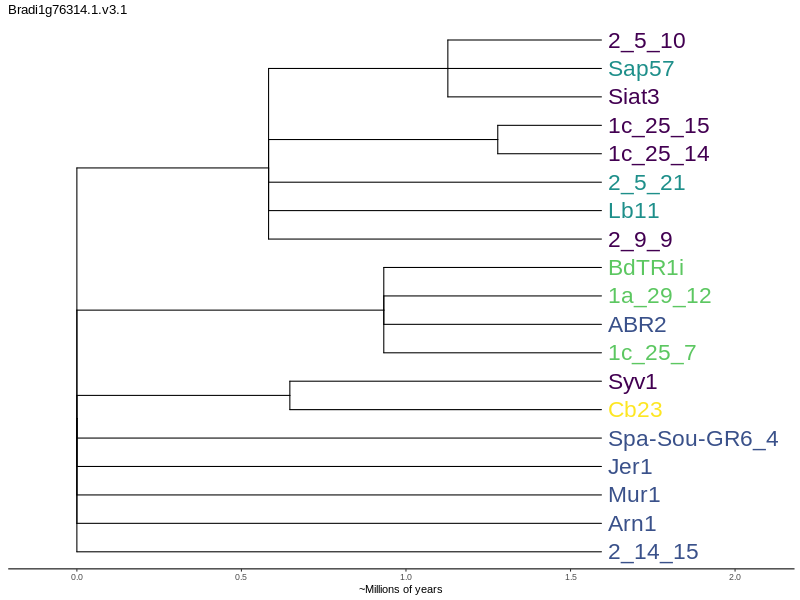 Bradi1g76314.1.v3.1
2_5_10
Sap57
Siat3
1c_25_15
1c_25_14
2_5_21
Lb11
2_9_9
BdTR1i
1a_29_12
ABR2
1c_25_7
Syv1
Cb23
Spa-Sou-GR6_4
Jer1
Mur1
Arn1
2_14_15
0.0 0.5 1.0 1.5 2.0
~Millions of years